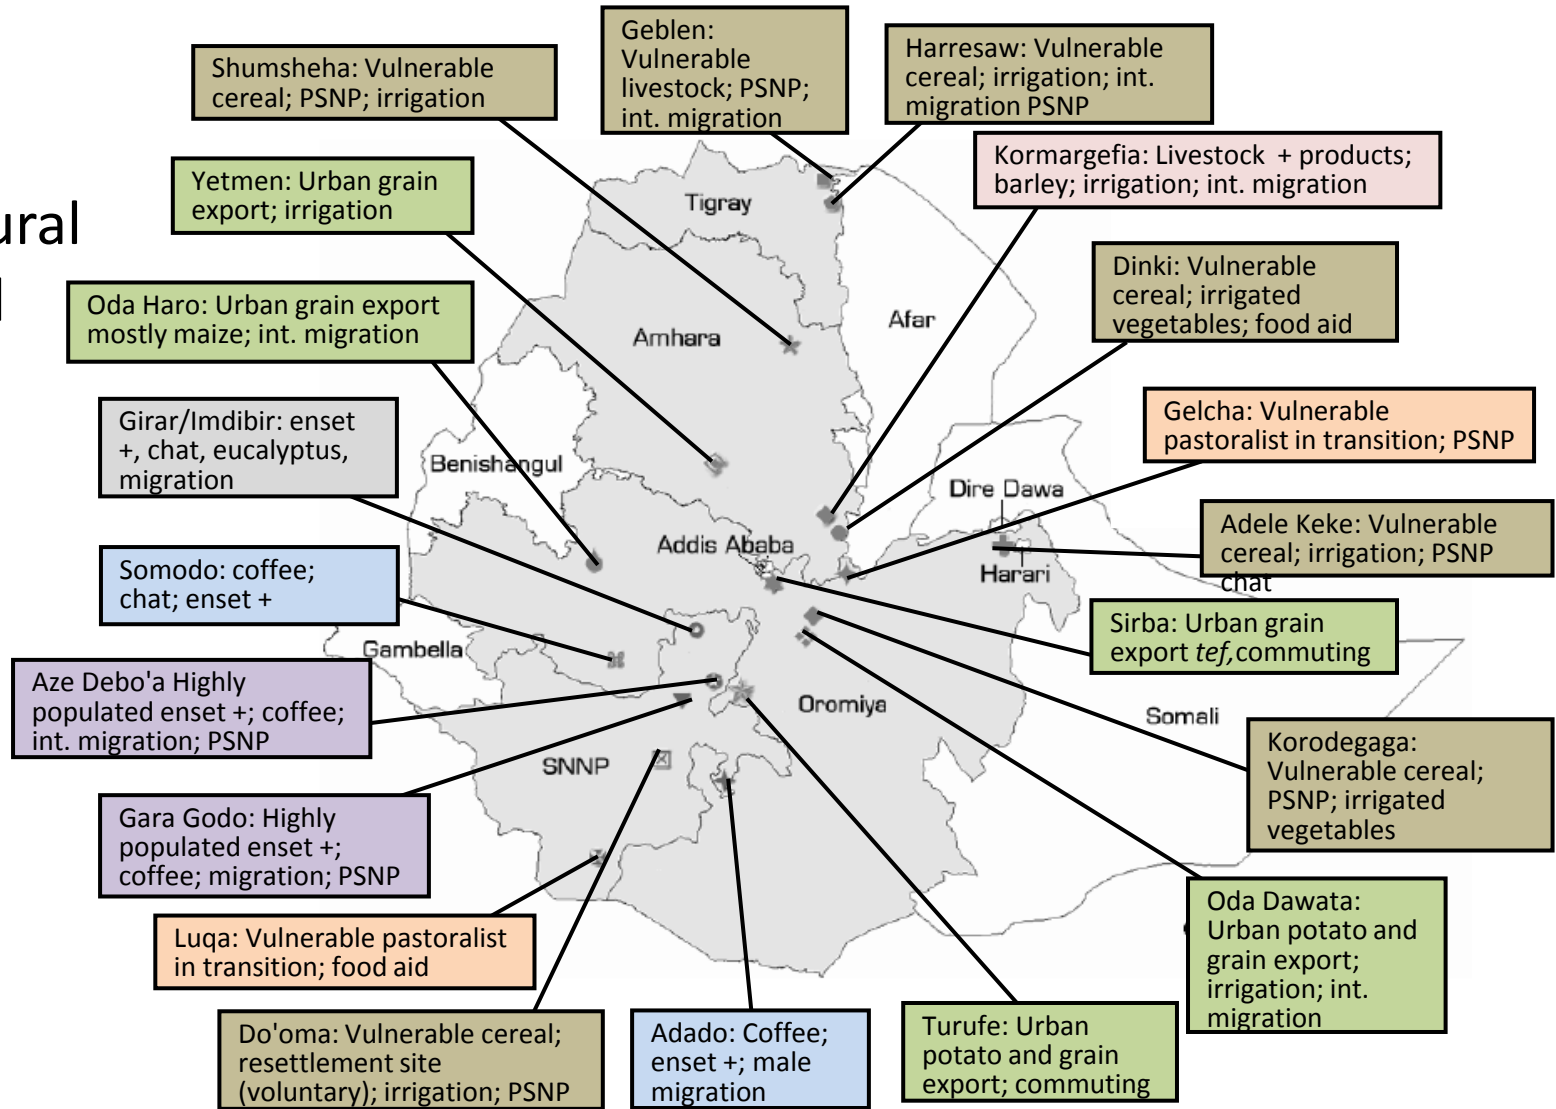 Geblen:
Vulnerable
livestock; PSNP;
int. migration
Harresaw: Vulnerable
cereal; irrigation; int.
migration PSNP
Shumsheha: Vulnerable
cereal; PSNP; irrigation
Kormargefia: Livestock + products;
barley; irrigation; int. migration
Yetmen: Urban grain
export; irrigation
Tigray
ural
Dinki: Vulnerable
cereal; irrigated
vegetables; food aid
Oda Haro: Urban grain export
mostly maize; int. migration
Afar
Amhara
Girar/Imdibir: enset
+, chat, eucalyptus,
migration
Gelcha: Vulnerable
pastoralist in transition; PSNP
Benishangul
Dire Dawa
Adele Keke: Vulnerable
cereal; irrigation; PSNP
chat
Addis Ababa
Harari
Somodo: coffee;
chat; enset +
Sirba: Urban grain
export tef,commuting
Gambella
Aze Debo'a Highly
populated enset +; coffee;
int. migration; PSNP
Oromiya
Somali
Korodegaga:
Vulnerable cereal;
PSNP; irrigated
vegetables
SNNP
Gara Godo: Highly
populated enset +;
coffee; migration; PSNP
Oda Dawata:
Urban potato and
grain export;
irrigation; int.
migration
Luqa: Vulnerable pastoralist
in transition; food aid
Do'oma: Vulnerable cereal;
resettlement site
(voluntary); irrigation; PSNP
Adado: Coffee;
enset +; male
migration
Turufe: Urban
potato and grain
export; commuting